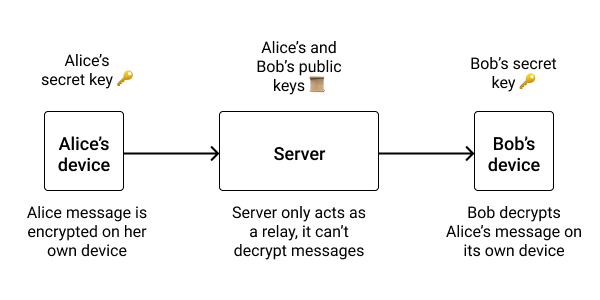 Alice's
secret key 🔑
Alice's and
Bob's public
keys 📜
Bob's secret
key 🔑
Alice's
device
Server
Bob's
device
Alice message is
encrypted on her
own device
Server only acts as
a relay, it can't
decrypt messages
Bob decrypts
Alice's message on
its own device